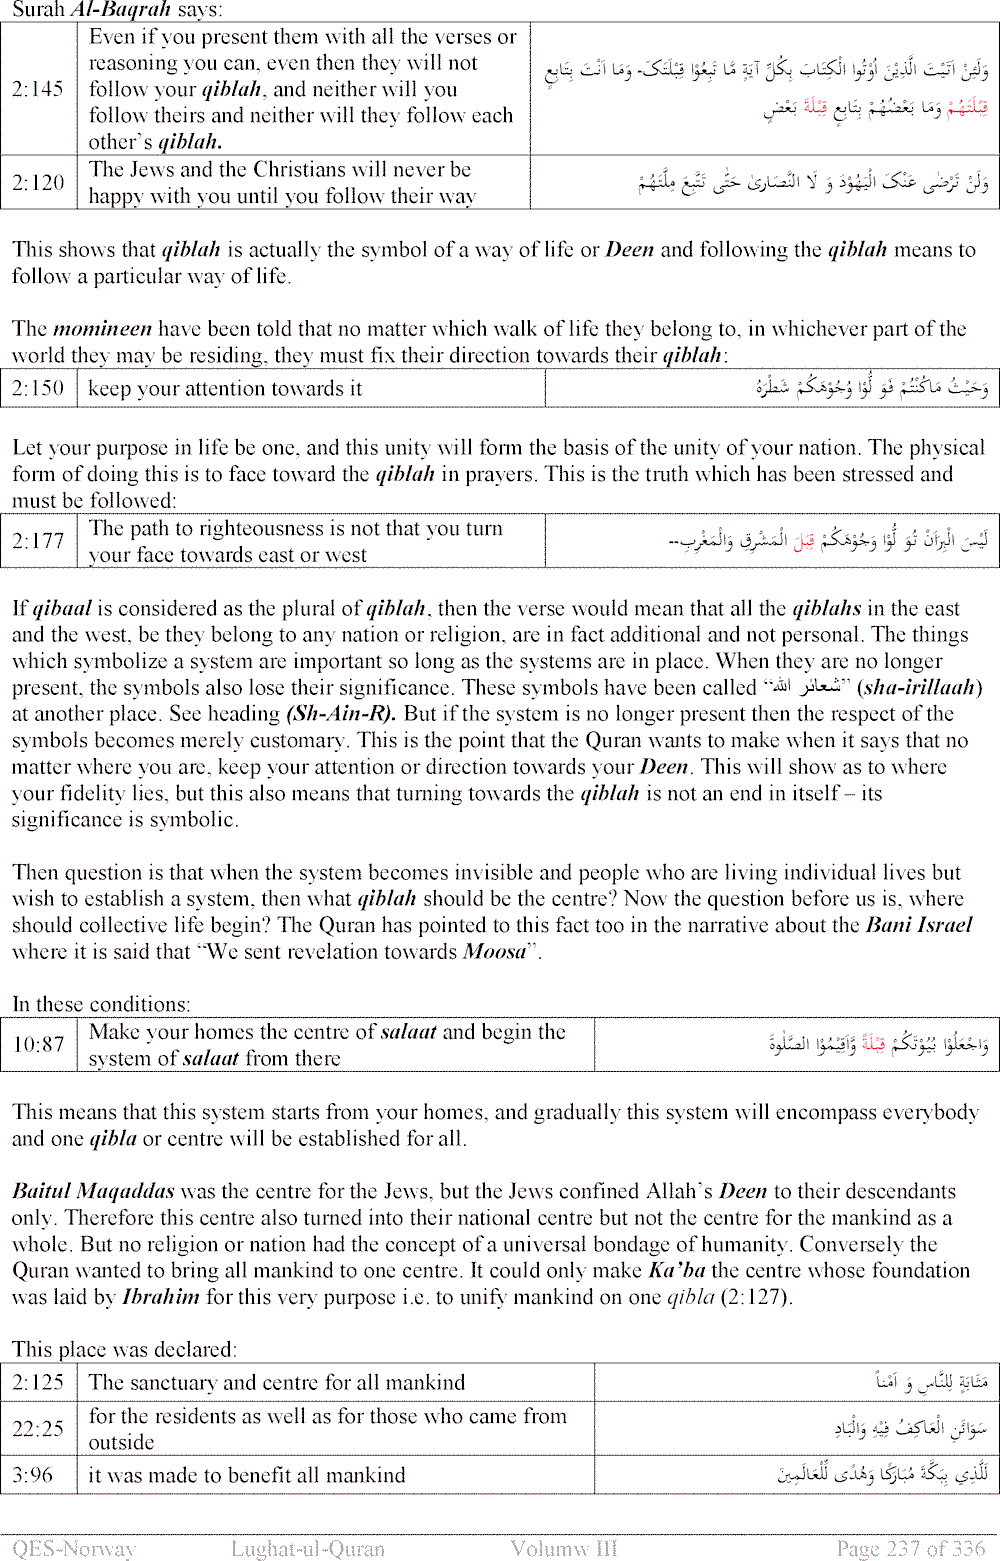 Surah Al-Baqrah says:
2:145
Even if you present them with all the verses or
reasoning you can, even then they will not
follow your qiblah, and neither will you
follow theirs and neither will they follow each
other's qiblah.
وَلَئِنْ اَتَيْتَ الَّذِيْنَ اُوْتُوا الْكِتَابَ بِكُلِّ آيَةٍ مَّا تَبِعُوْا قِبْلَتَکَ- وَمَا اَنْتَ بِتَابِعٍ
قِبْلَتَهُمْ وَمَا بَعْضُهُمْ بِتَابِعٍ قِبْلَةَ بَعْضٍ
2:120
The Jews and the Christians will never be
happy with you until you follow their way
وَلَنْ تَرْضٰی عَنْکَ الْيَهُوْدَ وَ لَا النَّصَارىٰ حَتّٰی تَتَّبِعَ مِلَّتَهُمْ
This shows that qiblah is actually the symbol of a way of life or Deen and following the qiblah means to
follow a particular way of life.
The momineen have been told that no matter which walk of life they belong to, in whichever part of the
world they may be residing, they must fix their direction towards their qiblah:
2:150
keep your attention towards it
وَحَيْثُ مَاكُنْتُمْ فَوَ لُّوْا وُجُوْهَكُمْ شَطْرَهُ
Let your purpose in life be one, and this unity will form the basis of the unity of your nation. The physical
form of doing this is to face toward the qiblah in prayers. This is the truth which has been stressed and
must be followed:
2:177
The path to righteousness is not that you turn
your face towards east or west
لَيْسَ الْبِرَاَنْ تُوَ لُّوْا وَجُوْهَكُمْ قِبَلَ الْمَشْرِقِ وَالْمَغْرِبِ--
If qibaal is considered as the plural of qiblah, then the verse would mean that all the qiblahs in the east
and the west, be they belong to any nation or religion, are in fact additional and not personal. The things
which symbolize a system are important so long as the systems are in place. When they are no longer
present, the symbols also lose their significance. These symbols have been called “شعائر الله” (sha-irillaah)
at another place. See heading (Sh-Ain-R). But if the system is no longer present then the respect of the
symbols becomes merely customary. This is the point that the Quran wants to make when it says that no
matter where you are, keep your attention or direction towards your Deen. This will show as to where
your fidelity lies, but this also means that turning towards the qiblah is not an end in itself – its
significance is symbolic.
Then question is that when the system becomes invisible and people who are living individual lives but
wish to establish a system, then what qiblah should be the centre? Now the question before us is, where
should collective life begin? The Quran has pointed to this fact too in the narrative about the Bani Israel
where it is said that “We sent revelation towards Moosa”.
In these conditions:
10:87
Make your homes the centre of salaat and begin the
system of salaat from there
وَاجْعَلُوْا بُيُوْتَكُمْ قِبْلَةً وَّاَقِيْمُوْا الصَّلٰوةَ
This means that this system starts from your homes, and gradually this system will encompass everybody
and one qibla or centre will be established for all.
Baitul Maqaddas was the centre for the Jews, but the Jews confined Allah's Deen to their descendants
only. Therefore this centre also turned into their national centre but not the centre for the mankind as a
whole. But no religion or nation had the concept of a universal bondage of humanity. Conversely the
Quran wanted to bring all mankind to one centre. It could only make Ka'ba the centre whose foundation
was laid by Ibrahim for this very purpose i.e. to unify mankind on one qibla (2:127).
This place was declared:
2:125
The sanctuary and centre for all mankind
مَثَابَةٍ لِلنَّاسِ وَ اَمْناً
22:25
for the residents as well as for those who came from
outside
سَوَائَنِ الْعَاكِفُ فِيْهِ وَالْبَادِ
3:96
it was made to benefit all mankind
لَلَّذِي بِبَكَّةَ مُبَارَكًا وَهُدًى لِّلْعَالَمِينَ
QES-Norway Lughat-ul-Quran Volumw III Page 237 of 336